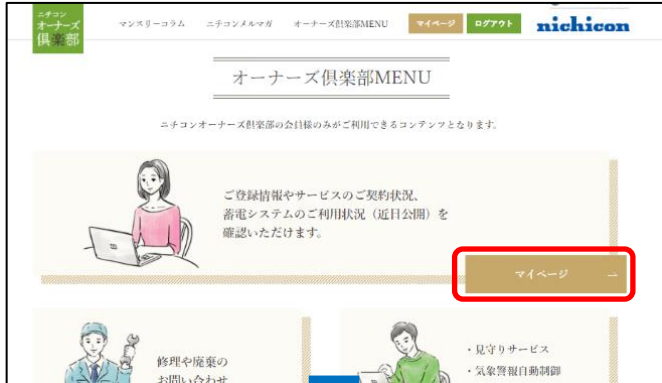 ニチコン
オーナーズ
倶楽部
マンスリーコラム ニチコンメルマガ オーナーズ倶楽部MENU マイページ ログアウト nichicon
オーナーズ倶楽部MENU
ニチコンオーナーズ倶楽部の会員様のみがご利用できるコンテンツとなります。
ご登録情報やサービスのご契約状況、
蓄電システムのご利用状況（近日公開）を
確認いただけます。
マイページ →
修理や廃棄の
お問い合わせ
・見守りサービス
・気象警報自動制御